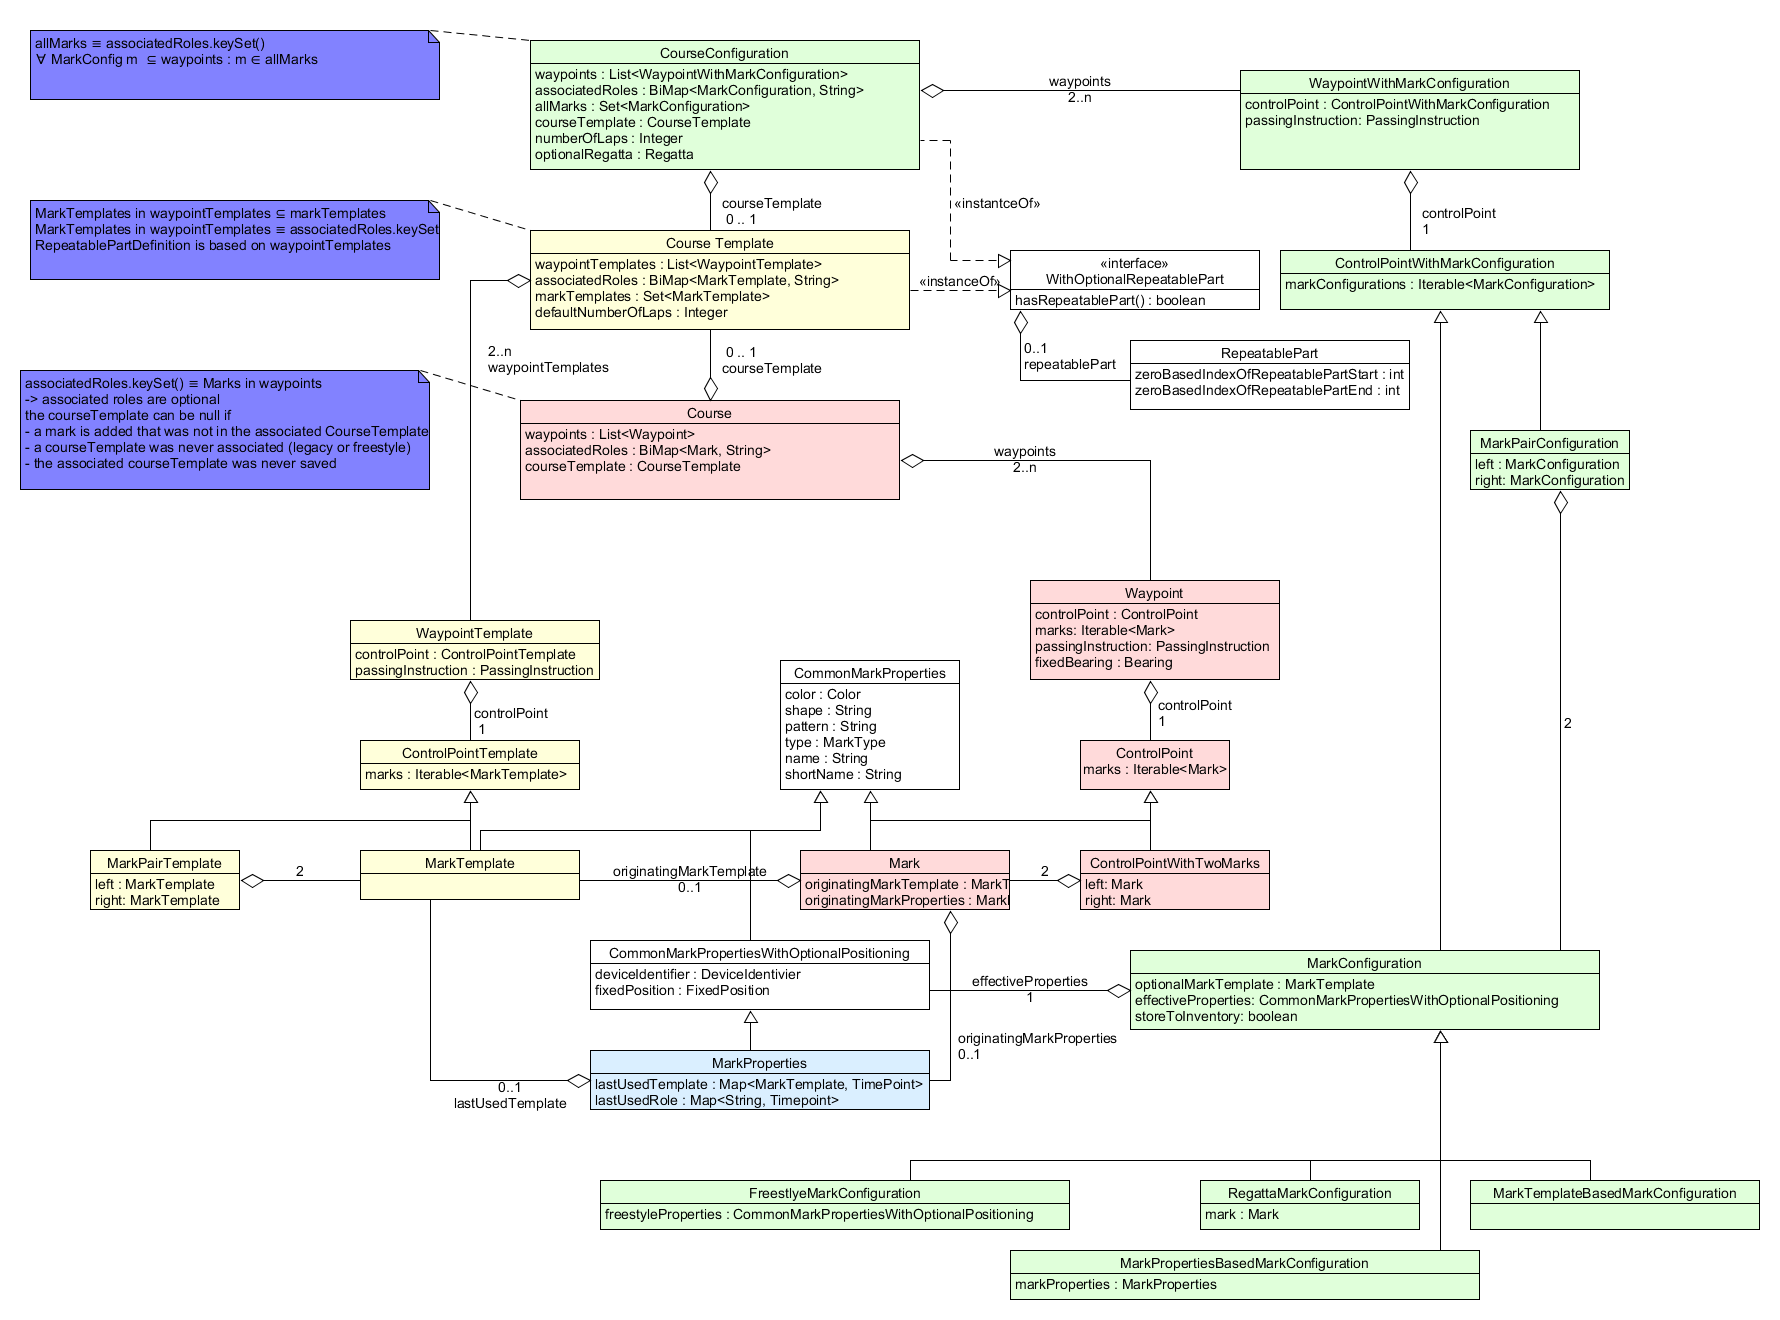 allMarks ≡ associatedRoles.keySet()
∀ MarkConfig m ⊆ waypoints : m ∈ allMarks
CourseConfiguration
waypoints : List<WaypointWithMarkConfiguration>
associatedRoles : BiMap<MarkConfiguration, String>
allMarks : Set<MarkConfiguration>
courseTemplate : CourseTemplate
numberOfLaps : Integer
optionalRegatta : Regatta
waypoints
2..n
WaypointWithMarkConfiguration
controlPoint : ControlPointWithMarkConfiguration
passingInstruction: PassingInstruction
courseTemplate
0 .. 1
«instantceOf»
controlPoint
1
MarkTemplates in waypointTemplates ⊆ markTemplates
MarkTemplates in waypointTemplates ≡ associatedRoles.keySet
RepeatablePartDefinition is based on waypointTemplates
Course Template
waypointTemplates : List<WaypointTemplate>
associatedRoles : BiMap<MarkTemplate, String>
markTemplates : Set<MarkTemplate>
defaultNumberOfLaps : Integer
«instanceOf»
«interface»
WithOptionalRepeatablePart
hasRepeatablePart() : boolean
ControlPointWithMarkConfiguration
markConfigurations : Iterable<MarkConfiguration>
2..n
waypointTemplates
0 .. 1
courseTemplate
0..1
repeatablePart
RepeatablePart
zeroBasedIndexOfRepeatablePartStart : int
zeroBasedIndexOfRepeatablePartEnd : int
associatedRoles.keySet() ≡ Marks in waypoints
-> associated roles are optional
the courseTemplate can be null if
- a mark is added that was not in the associated CourseTemplate
- a courseTemplate was never associated (legacy or freestyle)
- the associated courseTemplate was never saved
Course
waypoints : List<Waypoint>
associatedRoles : BiMap<Mark, String>
courseTemplate : CourseTemplate
waypoints
2..n
MarkPairConfiguration
left : MarkConfiguration
right: MarkConfiguration
Waypoint
controlPoint : ControlPoint
marks: Iterable<Mark>
passingInstruction: PassingInstruction
fixedBearing : Bearing
WaypointTemplate
controlPoint : ControlPointTemplate
passingInstruction : PassingInstruction
CommonMarkProperties
color : Color
shape : String
pattern : String
type : MarkType
name : String
shortName : String
controlPoint
1
controlPoint
1
2
ControlPointTemplate
marks : Iterable<MarkTemplate>
ControlPoint
marks : Iterable<Mark>
MarkPairTemplate
left : MarkTemplate
right: MarkTemplate
2
MarkTemplate
originatingMarkTemplate
0..1
Mark
originatingMarkTemplate : MarkT
originatingMarkProperties : Mark
2
ControlPointWithTwoMarks
left: Mark
right: Mark
CommonMarkPropertiesWithOptionalPositioning
deviceIdentifier : DeviceIdentivier
fixedPosition : FixedPosition
effectiveProperties
1
MarkConfiguration
optionalMarkTemplate : MarkTemplate
effectiveProperties: CommonMarkPropertiesWithOptionalPositioning
storeToInventory: boolean
originatingMarkProperties
0..1
MarkProperties
lastUsedTemplate : Map<MarkTemplate, TimePoint>
lastUsedRole : Map<String, Timepoint>
0..1
lastUsedTemplate
FreestlyeMarkConfiguration
freestyleProperties : CommonMarkPropertiesWithOptionalPositioning
RegattaMarkConfiguration
mark : Mark
MarkTemplateBasedMarkConfiguration
MarkPropertiesBasedMarkConfiguration
markProperties : MarkProperties